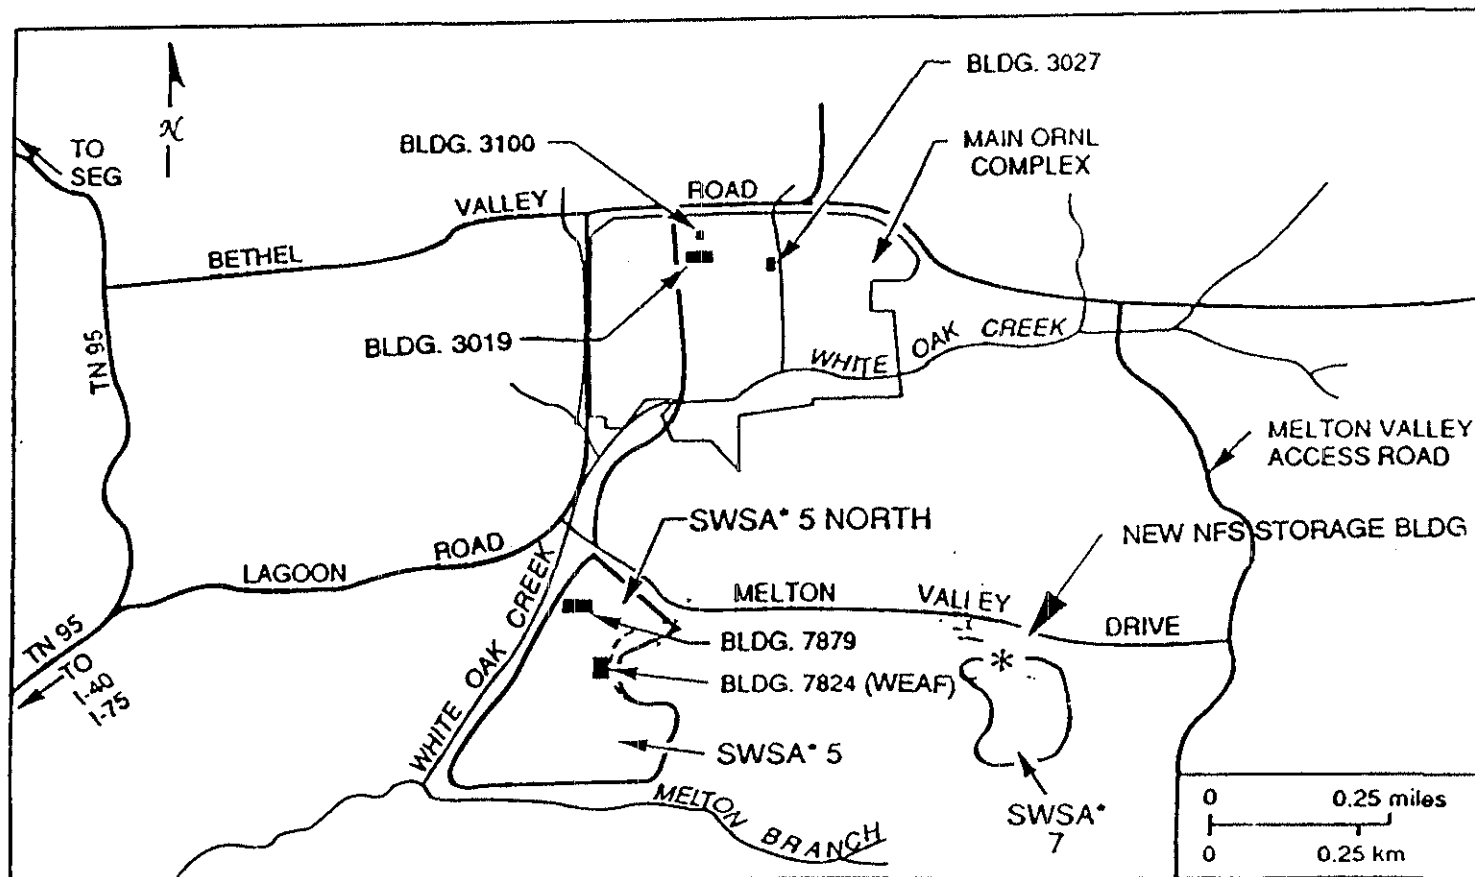 BLDG. 3027
N
TO
SEG
BLDG. 3100
MAIN ORNL
COMPLEX
VALLEY ROAD
BETHEL
BLDG. 3019
TN 95
WHITE OAK CREEK
MELTON VALLEY
ACCESS ROAD
SWSA* 5 NORTH
NEW NFS STORAGE BLDG
LAGOON ROAD
MELTON VALLEY DRIVE
WHITE OAK CREEK
BLDG. 7879
BLDG. 7824 (WEAF)
TN 95
TO
I-40
I-75
SWSA* 5
*
SWSA*
7
MELTON BRANCH
0 0.25 miles
0 0.25 km